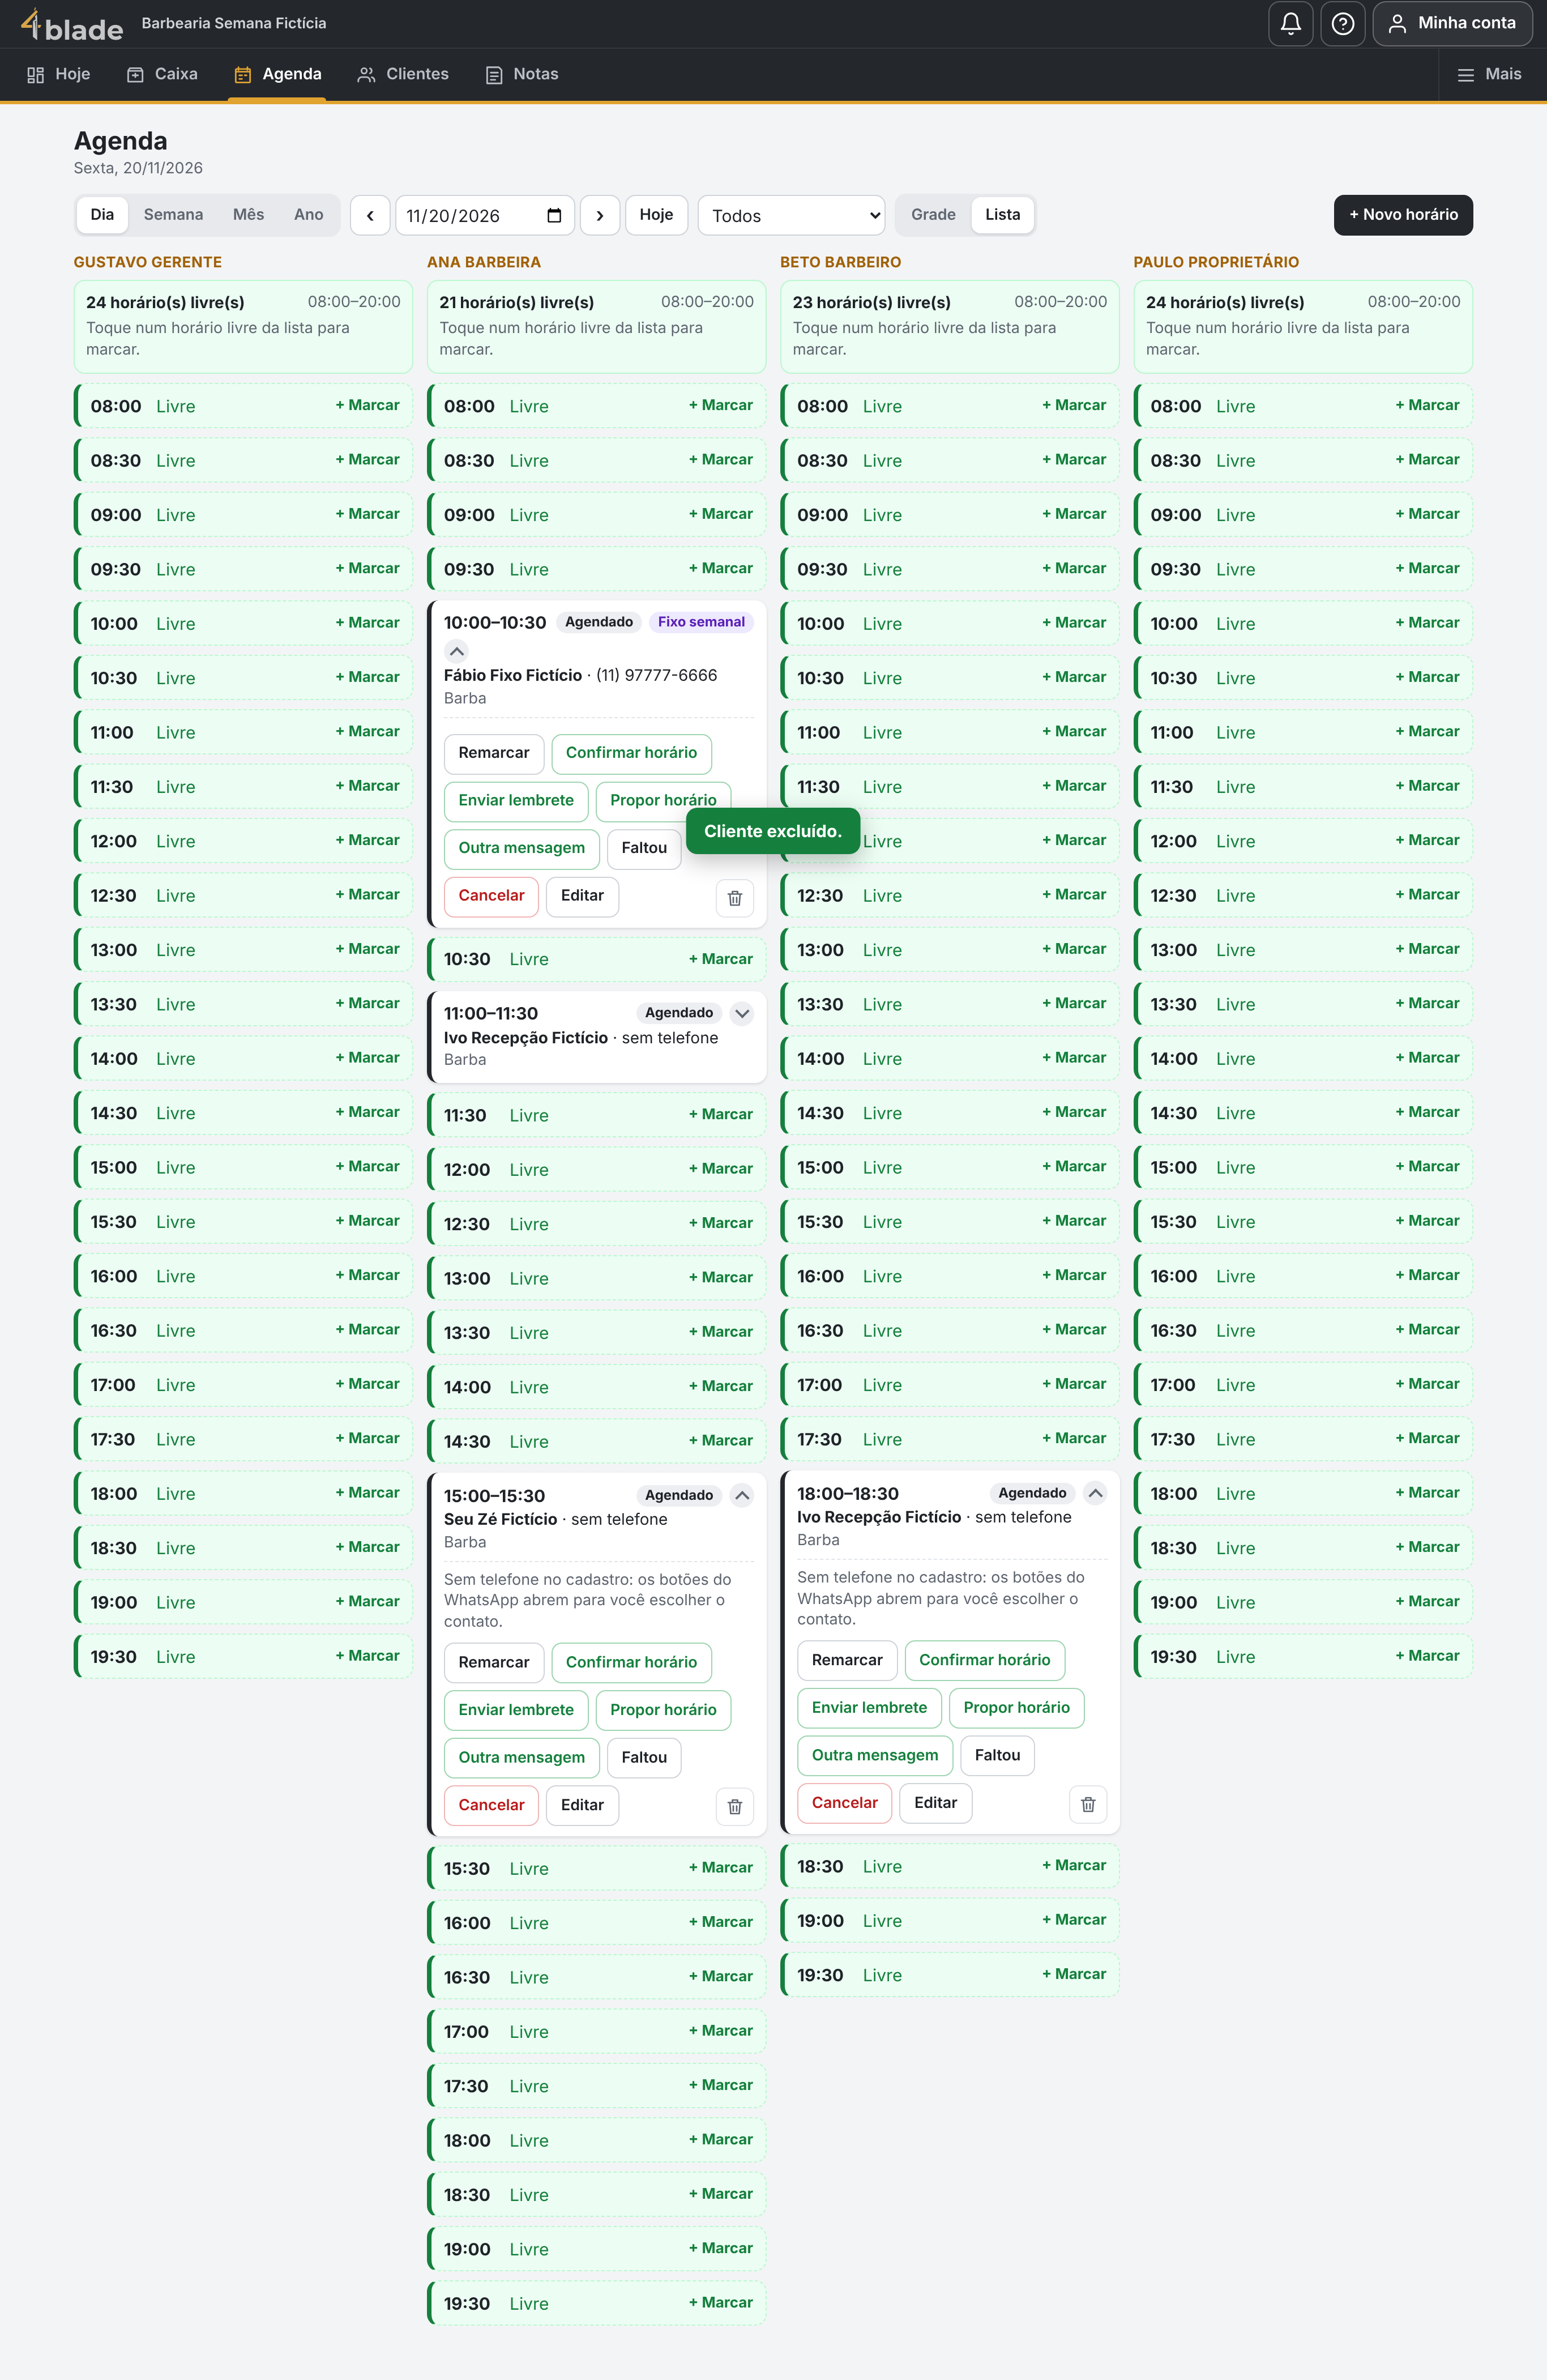 4blade
Barbearia Semana Fictícia
Minha conta
Hoje
Caixa
Agenda
Clientes
Notas
Mais
Agenda
Sexta, 20/11/2026
Dia
Semana
Mês
Ano
‹
11/20/2026
›
Hoje
Todos
Grade
Lista
+ Novo horário
GUSTAVO GERENTE
24 horário(s) livre(s) 08:00–20:00
Toque num horário livre da lista para
marcar.
08:00 Livre + Marcar
08:30 Livre + Marcar
09:00 Livre + Marcar
09:30 Livre + Marcar
10:00 Livre + Marcar
10:30 Livre + Marcar
11:00 Livre + Marcar
11:30 Livre + Marcar
12:00 Livre + Marcar
12:30 Livre + Marcar
13:00 Livre + Marcar
13:30 Livre + Marcar
14:00 Livre + Marcar
14:30 Livre + Marcar
15:00 Livre + Marcar
15:30 Livre + Marcar
16:00 Livre + Marcar
16:30 Livre + Marcar
17:00 Livre + Marcar
17:30 Livre + Marcar
18:00 Livre + Marcar
18:30 Livre + Marcar
19:00 Livre + Marcar
19:30 Livre + Marcar
ANA BARBEIRA
21 horário(s) livre(s) 08:00–20:00
Toque num horário livre da lista para
marcar.
08:00 Livre + Marcar
08:30 Livre + Marcar
09:00 Livre + Marcar
09:30 Livre + Marcar
10:00–10:30 Agendado Fixo semanal
Fábio Fixo Fictício · (11) 97777-6666
Barba
Remarcar Confirmar horário
Enviar lembrete Propor horário
Outra mensagem Faltou
Cancelar Editar
10:30 Livre + Marcar
11:00–11:30 Agendado
Ivo Recepção Fictício · sem telefone
Barba
11:30 Livre + Marcar
12:00 Livre + Marcar
12:30 Livre + Marcar
13:00 Livre + Marcar
13:30 Livre + Marcar
14:00 Livre + Marcar
14:30 Livre + Marcar
15:00–15:30 Agendado
Seu Zé Fictício · sem telefone
Barba
Sem telefone no cadastro: os botões do
WhatsApp abrem para você escolher o
contato.
Remarcar Confirmar horário
Enviar lembrete Propor horário
Outra mensagem Faltou
Cancelar Editar
15:30 Livre + Marcar
16:00 Livre + Marcar
16:30 Livre + Marcar
17:00 Livre + Marcar
17:30 Livre + Marcar
18:00 Livre + Marcar
18:30 Livre + Marcar
19:00 Livre + Marcar
19:30 Livre + Marcar
Cliente excluído.
BETO BARBEIRO
23 horário(s) livre(s) 08:00–20:00
Toque num horário livre da lista para
marcar.
08:00 Livre + Marcar
08:30 Livre + Marcar
09:00 Livre + Marcar
09:30 Livre + Marcar
10:00 Livre + Marcar
10:30 Livre + Marcar
11:00 Livre + Marcar
11:30 Livre + Marcar
Livre + Marcar
12:30 Livre + Marcar
13:00 Livre + Marcar
13:30 Livre + Marcar
14:00 Livre + Marcar
14:30 Livre + Marcar
15:00 Livre + Marcar
15:30 Livre + Marcar
16:00 Livre + Marcar
16:30 Livre + Marcar
17:00 Livre + Marcar
17:30 Livre + Marcar
18:00–18:30 Agendado
Ivo Recepção Fictício · sem telefone
Barba
Sem telefone no cadastro: os botões do
WhatsApp abrem para você escolher o
contato.
Remarcar Confirmar horário
Enviar lembrete Propor horário
Outra mensagem Faltou
Cancelar Editar
18:30 Livre + Marcar
19:00 Livre + Marcar
19:30 Livre + Marcar
PAULO PROPRIETÁRIO
24 horário(s) livre(s) 08:00–20:00
Toque num horário livre da lista para
marcar.
08:00 Livre + Marcar
08:30 Livre + Marcar
09:00 Livre + Marcar
09:30 Livre + Marcar
10:00 Livre + Marcar
10:30 Livre + Marcar
11:00 Livre + Marcar
11:30 Livre + Marcar
12:00 Livre + Marcar
12:30 Livre + Marcar
13:00 Livre + Marcar
13:30 Livre + Marcar
14:00 Livre + Marcar
14:30 Livre + Marcar
15:00 Livre + Marcar
15:30 Livre + Marcar
16:00 Livre + Marcar
16:30 Livre + Marcar
17:00 Livre + Marcar
17:30 Livre + Marcar
18:00 Livre + Marcar
18:30 Livre + Marcar
19:00 Livre + Marcar
19:30 Livre + Marcar